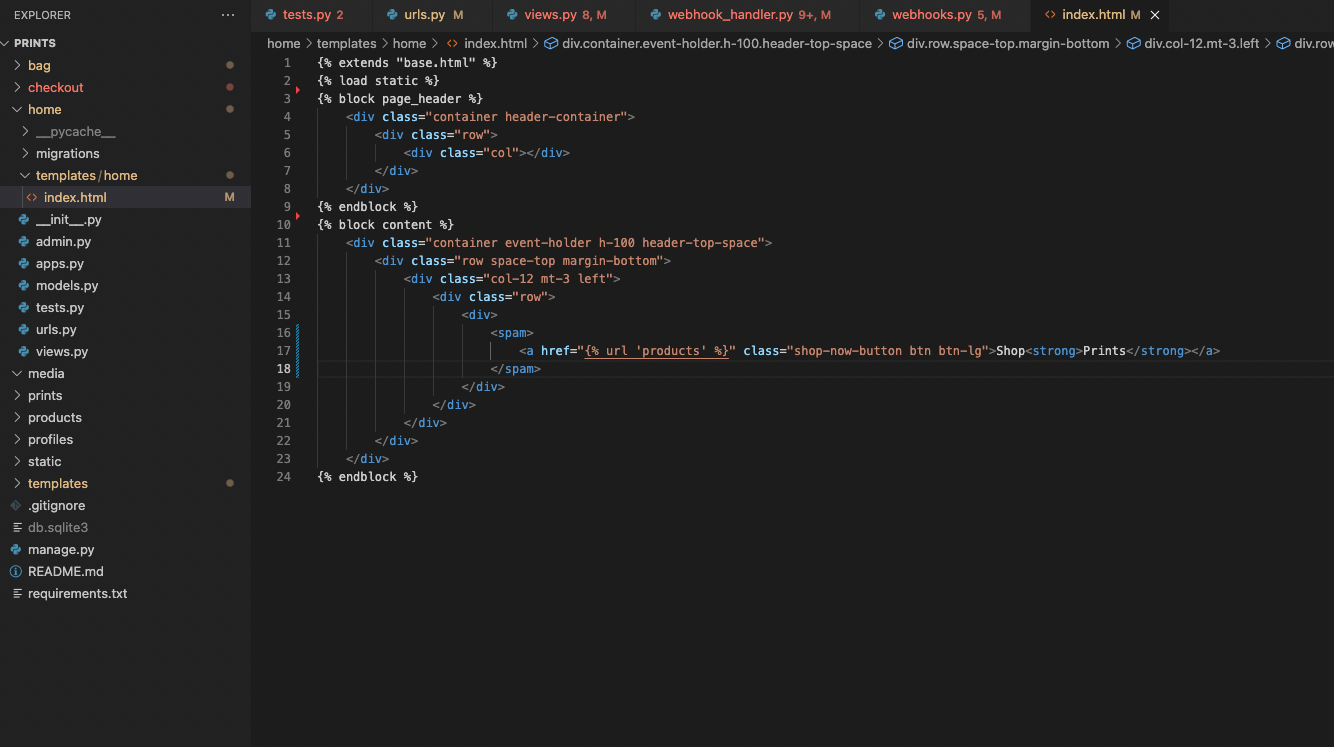 EXPLORER ...
PRINTS
bag
checkout
home
__pycache__
migrations
templates/home
index.html M
__init__.py
admin.py
apps.py
models.py
tests.py
urls.py
views.py
media
prints
products
profiles
static
templates
.gitignore
db.sqlite3
manage.py
README.md
requirements.txt
tests.py 2 urls.py M views.py 8, M webhook_handler.py 9+, M webhooks.py 5, M index.html M
home > templates > home > index.html > div.container.event-holder.h-100.header-top-space > div.row.space-top.margin-bottom > div.col-12.mt-3.left > div.row
1 {% extends "base.html" %}
2 {% load static %}
3 {% block page_header %}
4     <div class="container header-container">
5         <div class="row">
6             <div class="col"></div>
7         </div>
8     </div>
9 {% endblock %}
10 {% block content %}
11     <div class="container event-holder h-100 header-top-space">
12         <div class="row space-top margin-bottom">
13             <div class="col-12 mt-3 left">
14                 <div class="row">
15                     <div>
16                         <spam>
17                             <a href="{% url 'products' %}" class="shop-now-button btn btn-lg">Shop<strong>Prints</strong></a>
18                         </spam>
19                     </div>
20                 </div>
21             </div>
22         </div>
23     </div>
24 {% endblock %}